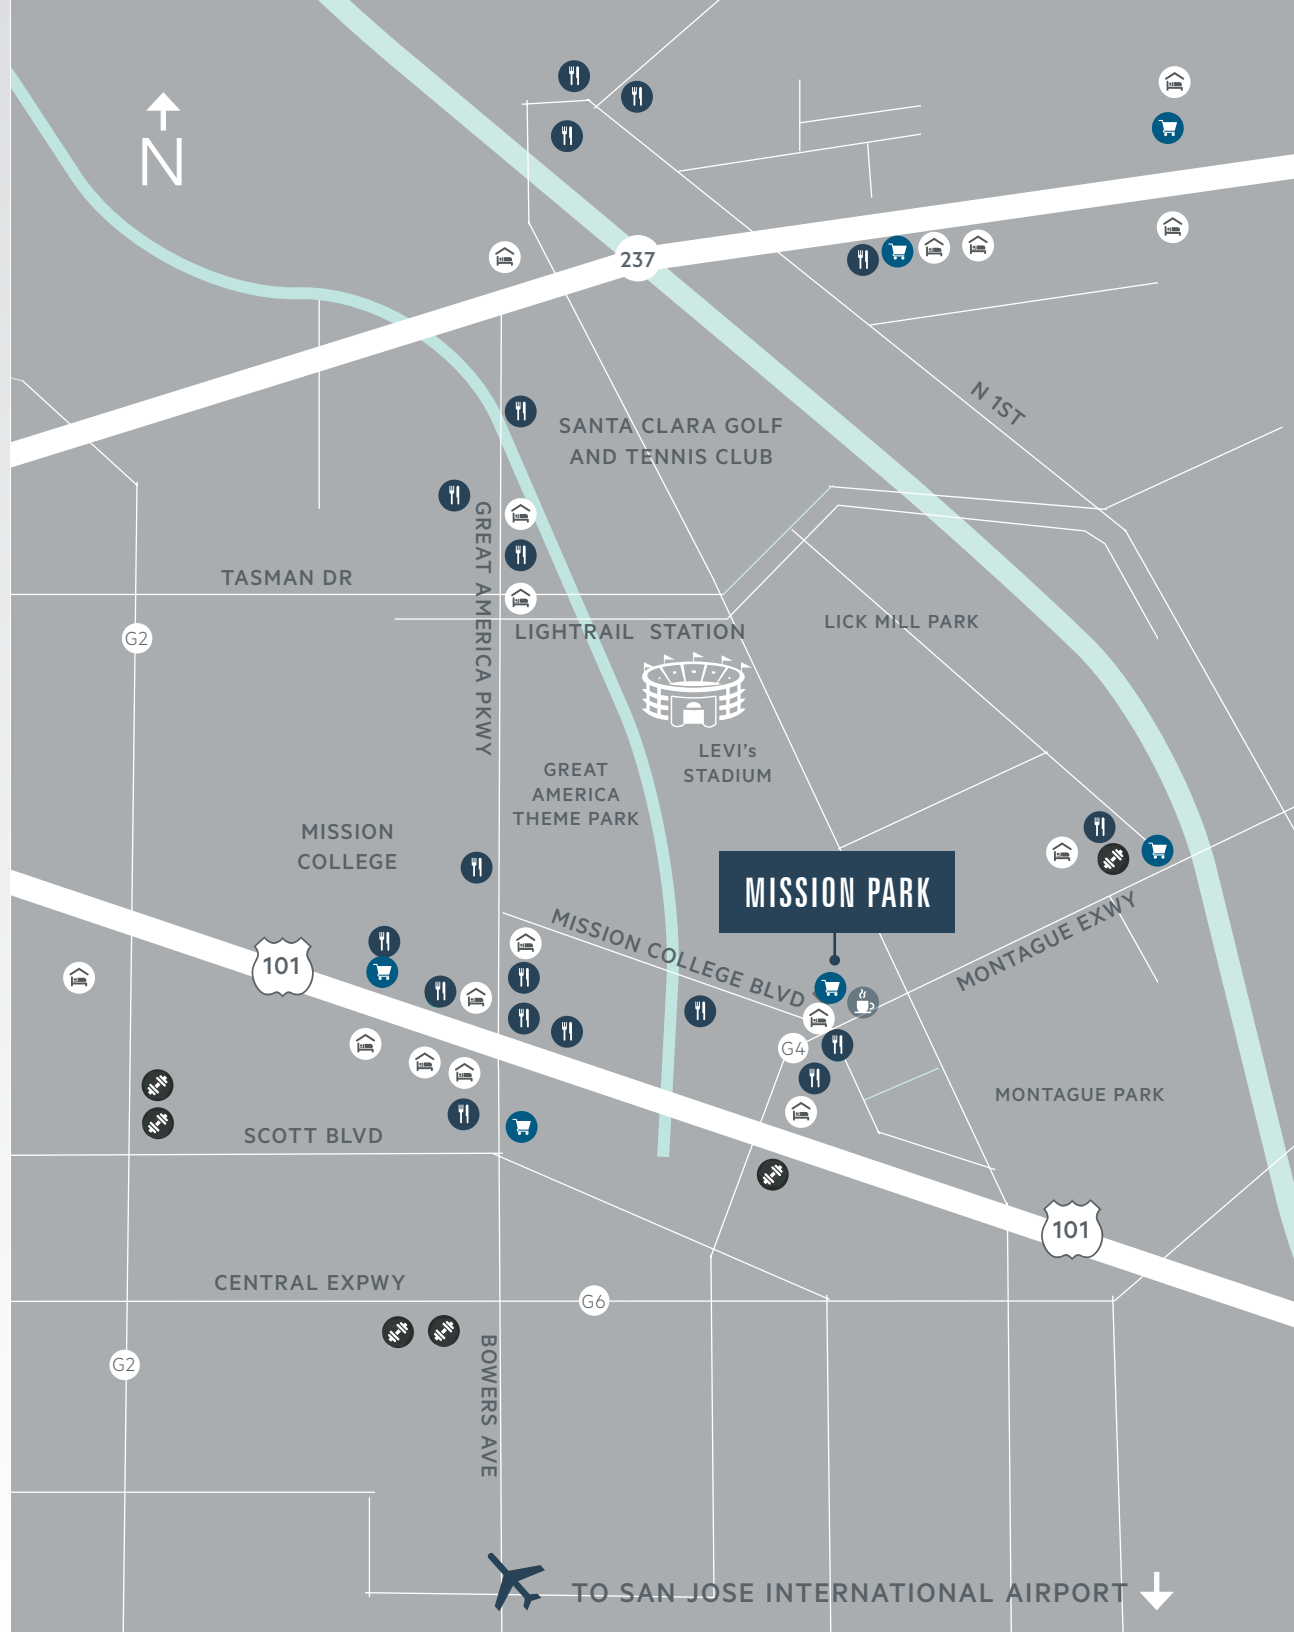 N
237
N 1ST
SANTA CLARA GOLF
AND TENNIS CLUB
GREAT AMERICA PKWY
TASMAN DR
LICK MILL PARK
G2
LIGHTRAIL STATION
LEVI's
STADIUM
GREAT
AMERICA
THEME PARK
MISSION
COLLEGE
MISSION PARK
MISSION COLLEGE BLVD
MONTAGUE EXWY
101
G4
MONTAGUE PARK
SCOTT BLVD
101
CENTRAL EXPWY
G6
G2
BOWERS AVE
TO SAN JOSE INTERNATIONAL AIRPORT